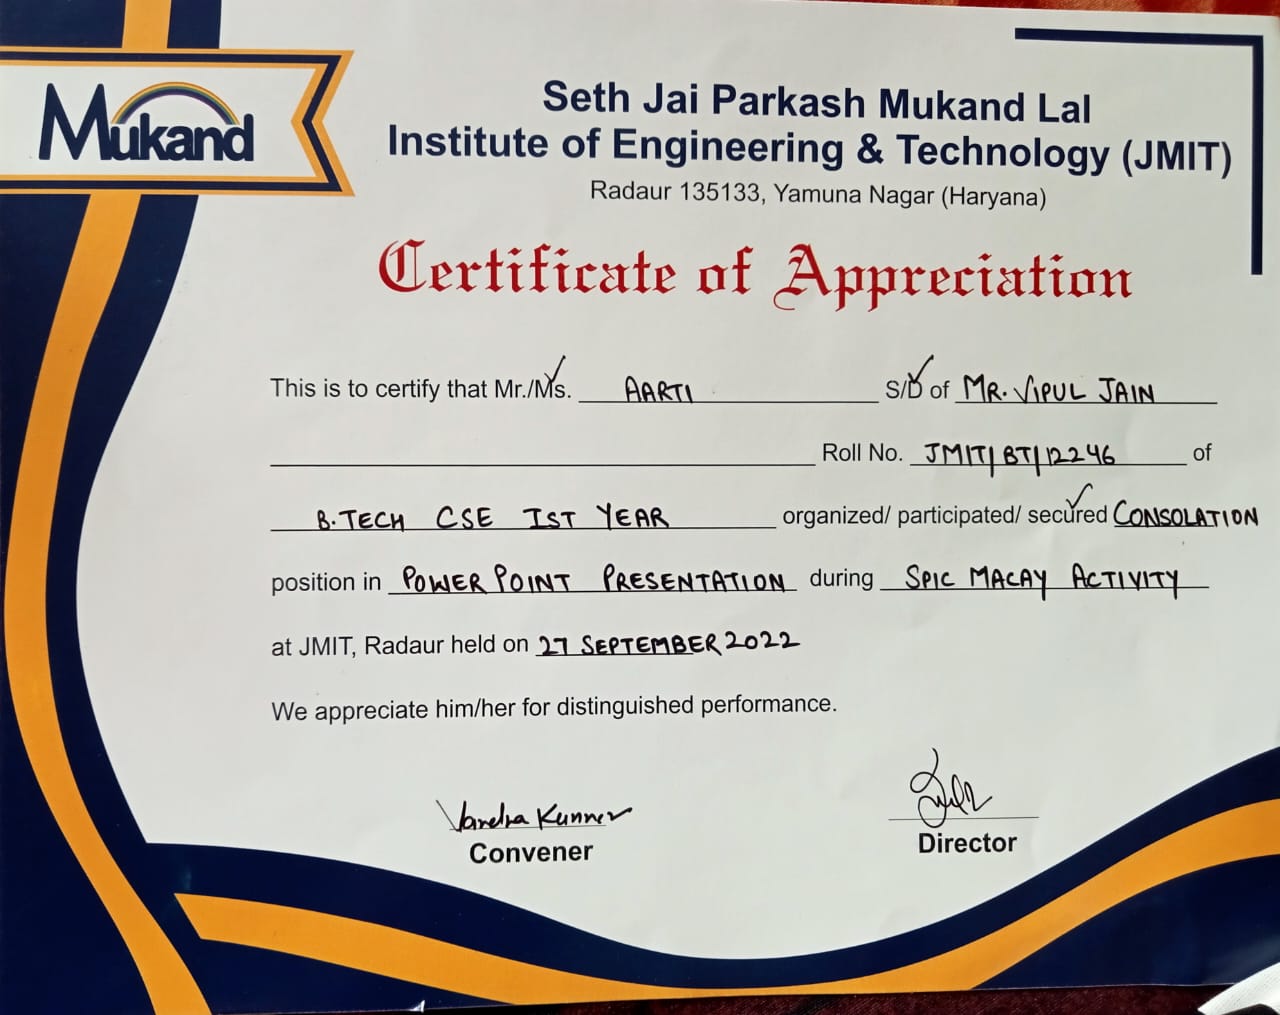 Mukand
Seth Jai Parkash Mukand Lal
Institute of Engineering & Technology (JMIT)
Radaur 135133, Yamuna Nagar (Haryana)
Certificate of Appreciation
This is to certify that Mr./Ms. AARTI S/D of MR. VIPUL JAIN
Roll No. JMIT/BT/12246 of
B.TECH CSE IST YEAR organized/ participated/ secured CONSOLATION
position in POWER POINT PRESENTATION during SPIC MACAY ACTIVITY
at JMIT, Radaur held on 27 SEPTEMBER 2022
We appreciate him/her for distinguished performance.
Convener
Director